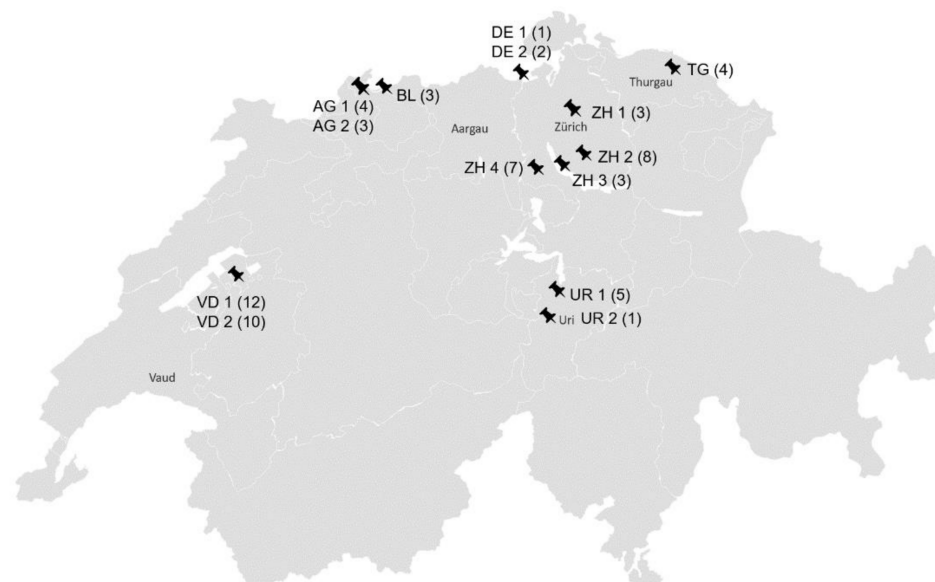 DE 1 (1)
DE 2 (2)
TG (4)
Thurgau
AG 1 (4)
AG 2 (3)
BL (3)
Aargau
ZH 1 (3)
Zürich
ZH 2 (8)
ZH 4 (7)
ZH 3 (3)
VD 1 (12)
VD 2 (10)
UR 1 (5)
Uri
UR 2 (1)
Vaud